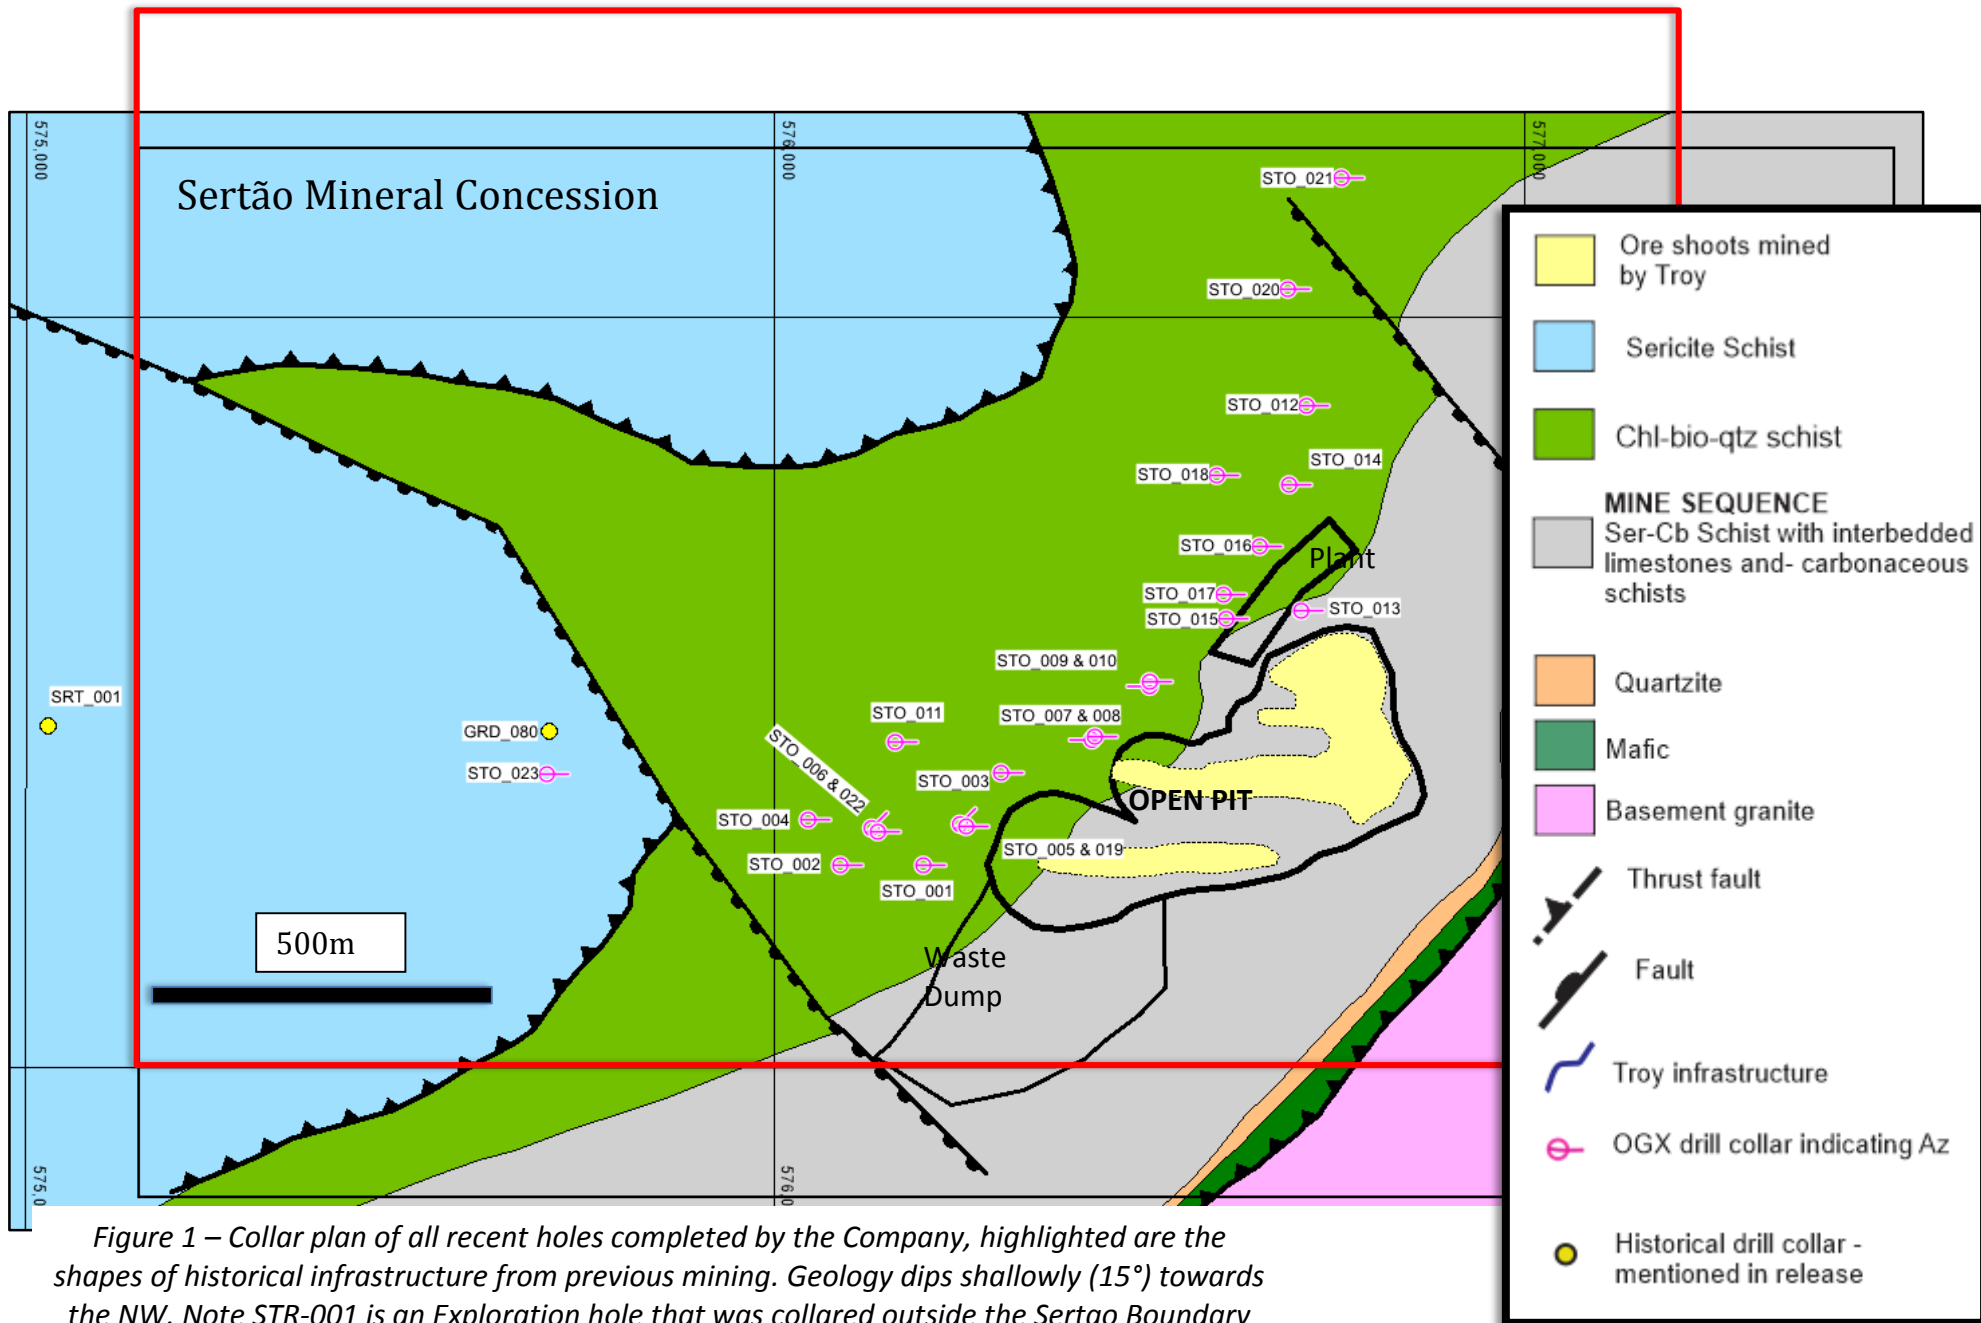 575,000
576,000
577,000
Sertão Mineral Concession
STO_021
STO_020
STO_012
STO_014
STO_018
STO_016
Plant
STO_017
STO_013
STO_015
STO_009 & 010
SRT_001
STO_011
STO_007 & 008
GRD_080
STO_006 & 022
STO_023
STO_003
OPEN PIT
STO_004
STO_005 & 019
STO_002
STO_001
500m
Waste
Dump
575,0
576,0
Ore shoots mined
by Troy
Sericite Schist
Chl-bio-qtz schist
MINE SEQUENCE
Ser-Cb Schist with interbedded
limestones and- carbonaceous
schists
Quartzite
Mafic
Basement granite
Thrust fault
Fault
Troy infrastructure
OGX drill collar indicating Az
Historical drill collar -
mentioned in release
Figure 1 – Collar plan of all recent holes completed by the Company, highlighted are the
shapes of historical infrastructure from previous mining. Geology dips shallowly (15°) towards
the NW. Note STR-001 is an Exploration hole that was collared outside the Sertao Boundary